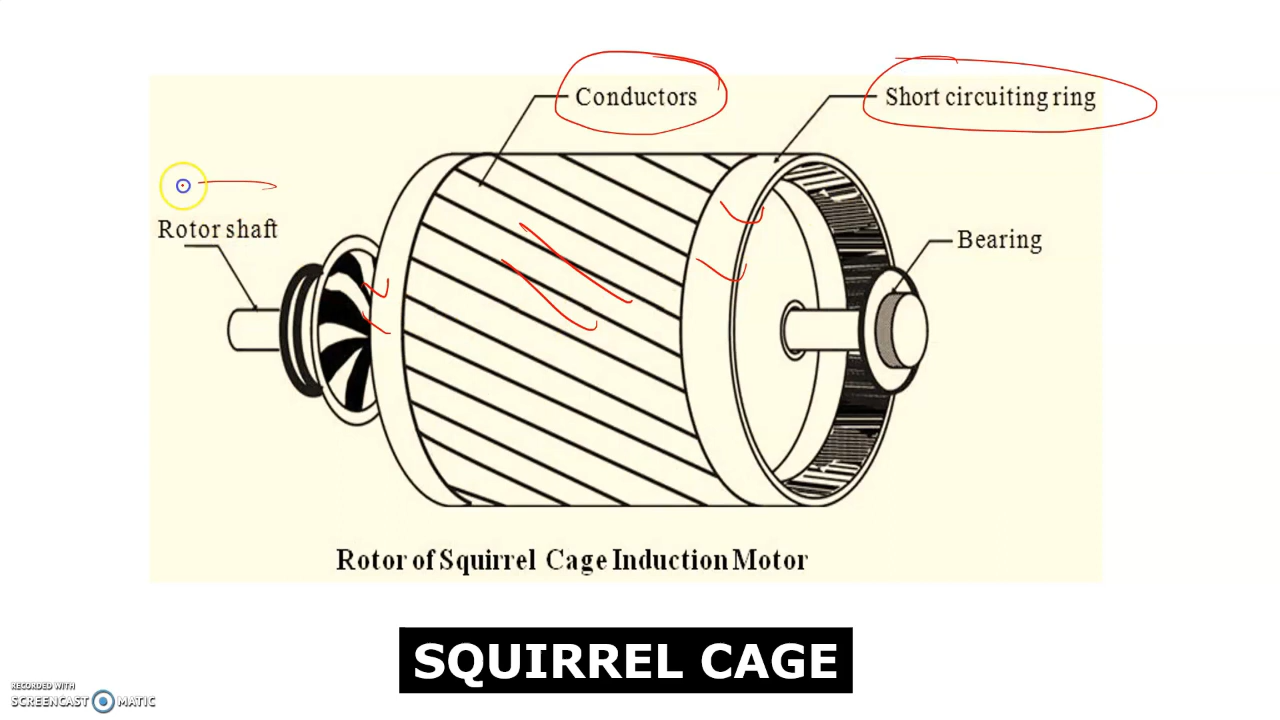 Conductors
Short circuiting ring
Rotor shaft
Bearing
Rotor of Squirrel Cage Induction Motor
SQUIRREL CAGE
RECORDED WITH
SCREENCAST MATIC